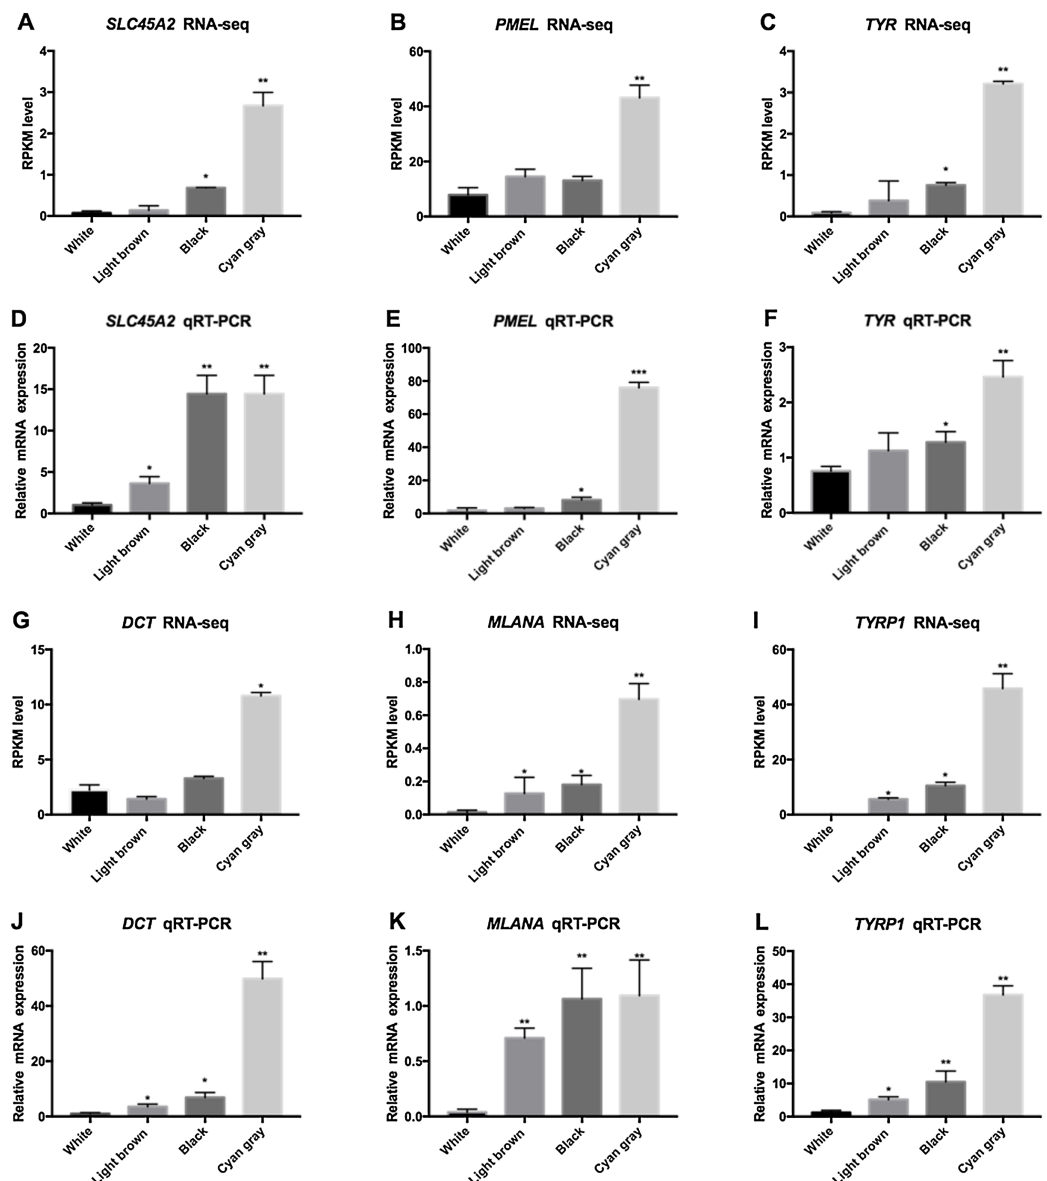 A SLC45A2 RNA-seq
RPKM level
4
3
2
1
0
**
*
White
Light brown
Black
Cyan gray
B PMEL RNA-seq
RPKM level
60
40
20
0
**
White
Light brown
Black
Cyan gray
C TYR RNA-seq
RPKM level
4
3
2
1
0
**
*
White
Light brown
Black
Cyan gray
D SLC45A2 qRT-PCR
Relative mRNA expression
20
15
10
5
0
*
**
**
White
Light brown
Black
Cyan gray
E PMEL qRT-PCR
Relative mRNA expression
100
80
60
40
20
0
*
***
White
Light brown
Black
Cyan gray
F TYR qRT-PCR
Relative mRNA expression
3
2
1
0
*
**
White
Light brown
Black
Cyan gray
G DCT RNA-seq
RPKM level
15
10
5
0
*
White
Light brown
Black
Cyan gray
H MLANA RNA-seq
RPKM level
1.0
0.8
0.6
0.4
0.2
0.0
*
*
**
White
Light brown
Black
Cyan gray
I TYRP1 RNA-seq
RPKM level
60
40
20
0
*
*
**
White
Light brown
Black
Cyan gray
J DCT qRT-PCR
Relative mRNA expression
60
40
20
0
*
*
**
White
Light brown
Black
Cyan gray
K MLANA qRT-PCR
Relative mRNA expression
1.5
1.0
0.5
0.0
**
**
**
White
Light brown
Black
Cyan gray
L TYRP1 qRT-PCR
Relative mRNA expression
50
40
30
20
10
0
*
**
**
White
Light brown
Black
Cyan gray